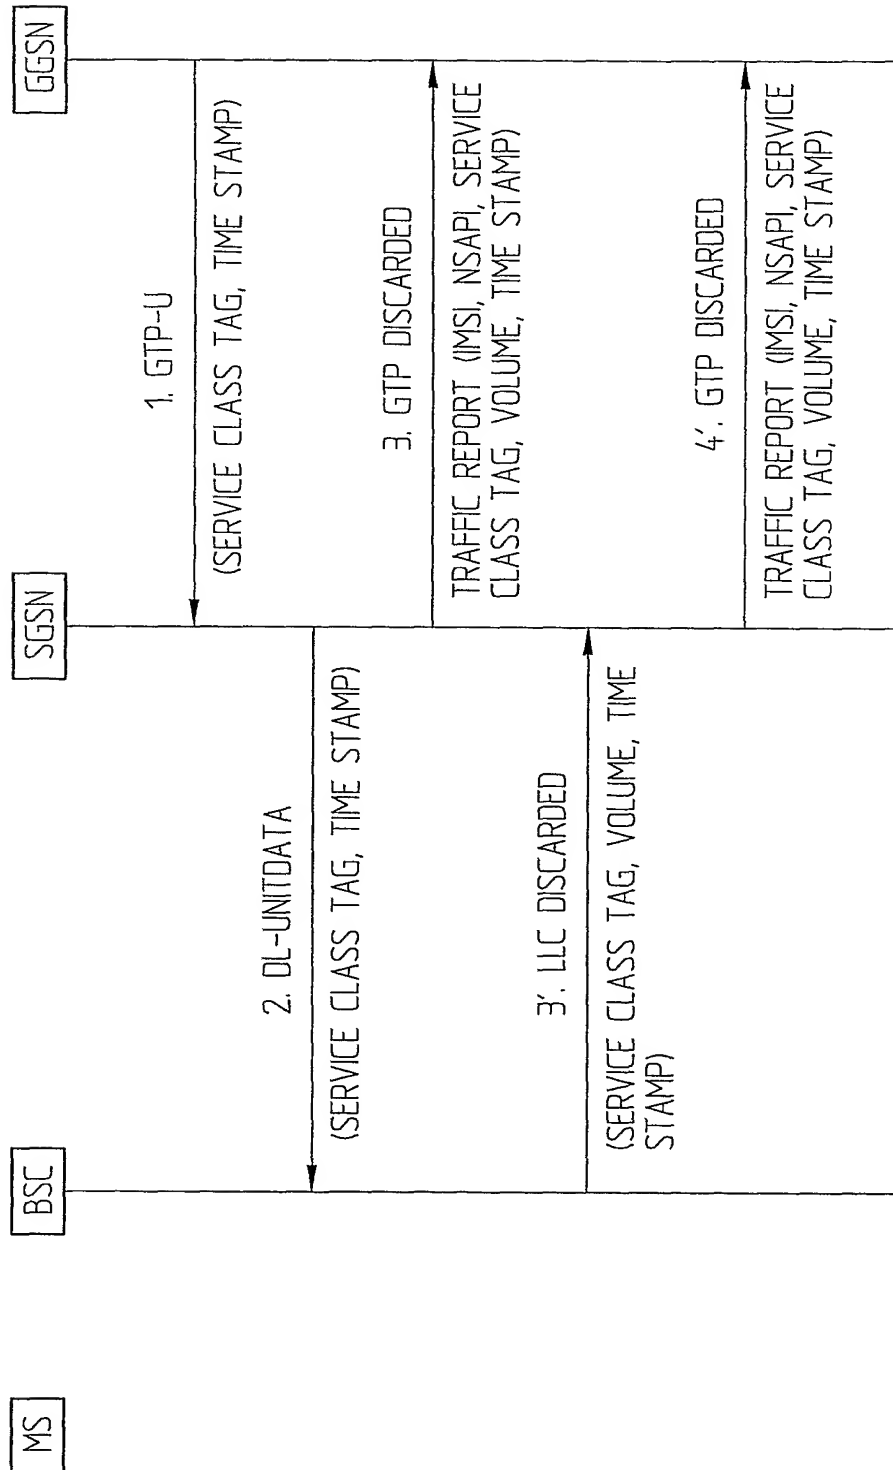 MS
BSC
SGSN
GGSN
1. GTP-U
(SERVICE CLASS TAG, TIME STAMP)
2. DL-UNITDATA
(SERVICE CLASS TAG, TIME STAMP)
3. GTP DISCARDED
TRAFFIC REPORT (IMSI, NSAPI, SERVICE
CLASS TAG, VOLUME, TIME STAMP)
3'. LLC DISCARDED
(SERVICE CLASS TAG, VOLUME, TIME
STAMP)
4'. GTP DISCARDED
TRAFFIC REPORT (IMSI, NSAPI, SERVICE
CLASS TAG, VOLUME, TIME STAMP)